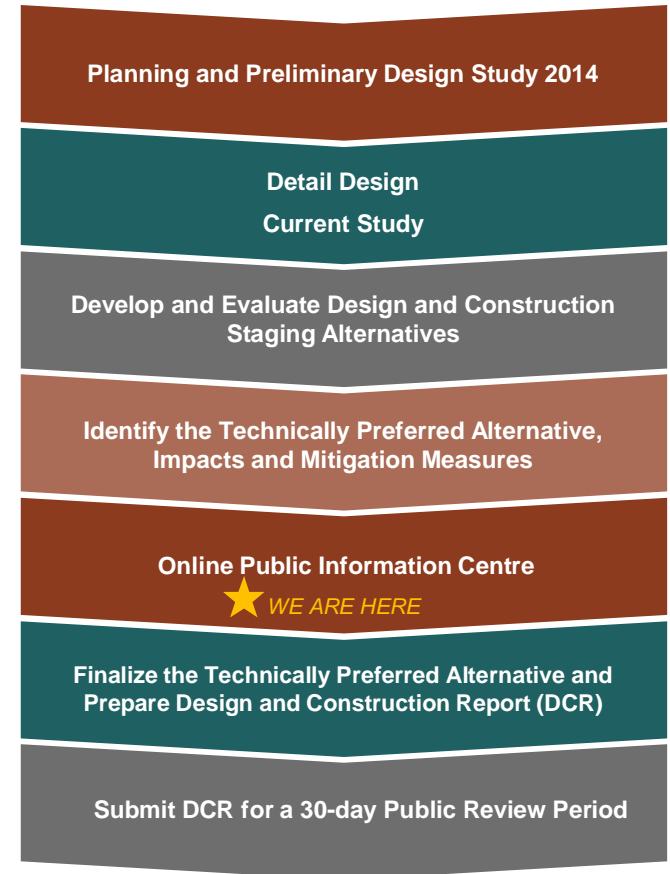 Planning and Preliminary Design Study 2014
Detail Design
Current Study
Develop and Evaluate Design and Construction
Staging Alternatives
Identify the Technically Preferred Alternative,
Impacts and Mitigation Measures
Online Public Information Centre
WE ARE HERE
Finalize the Technically Preferred Alternative and
Prepare Design and Construction Report (DCR)
Submit DCR for a 30-day Public Review Period